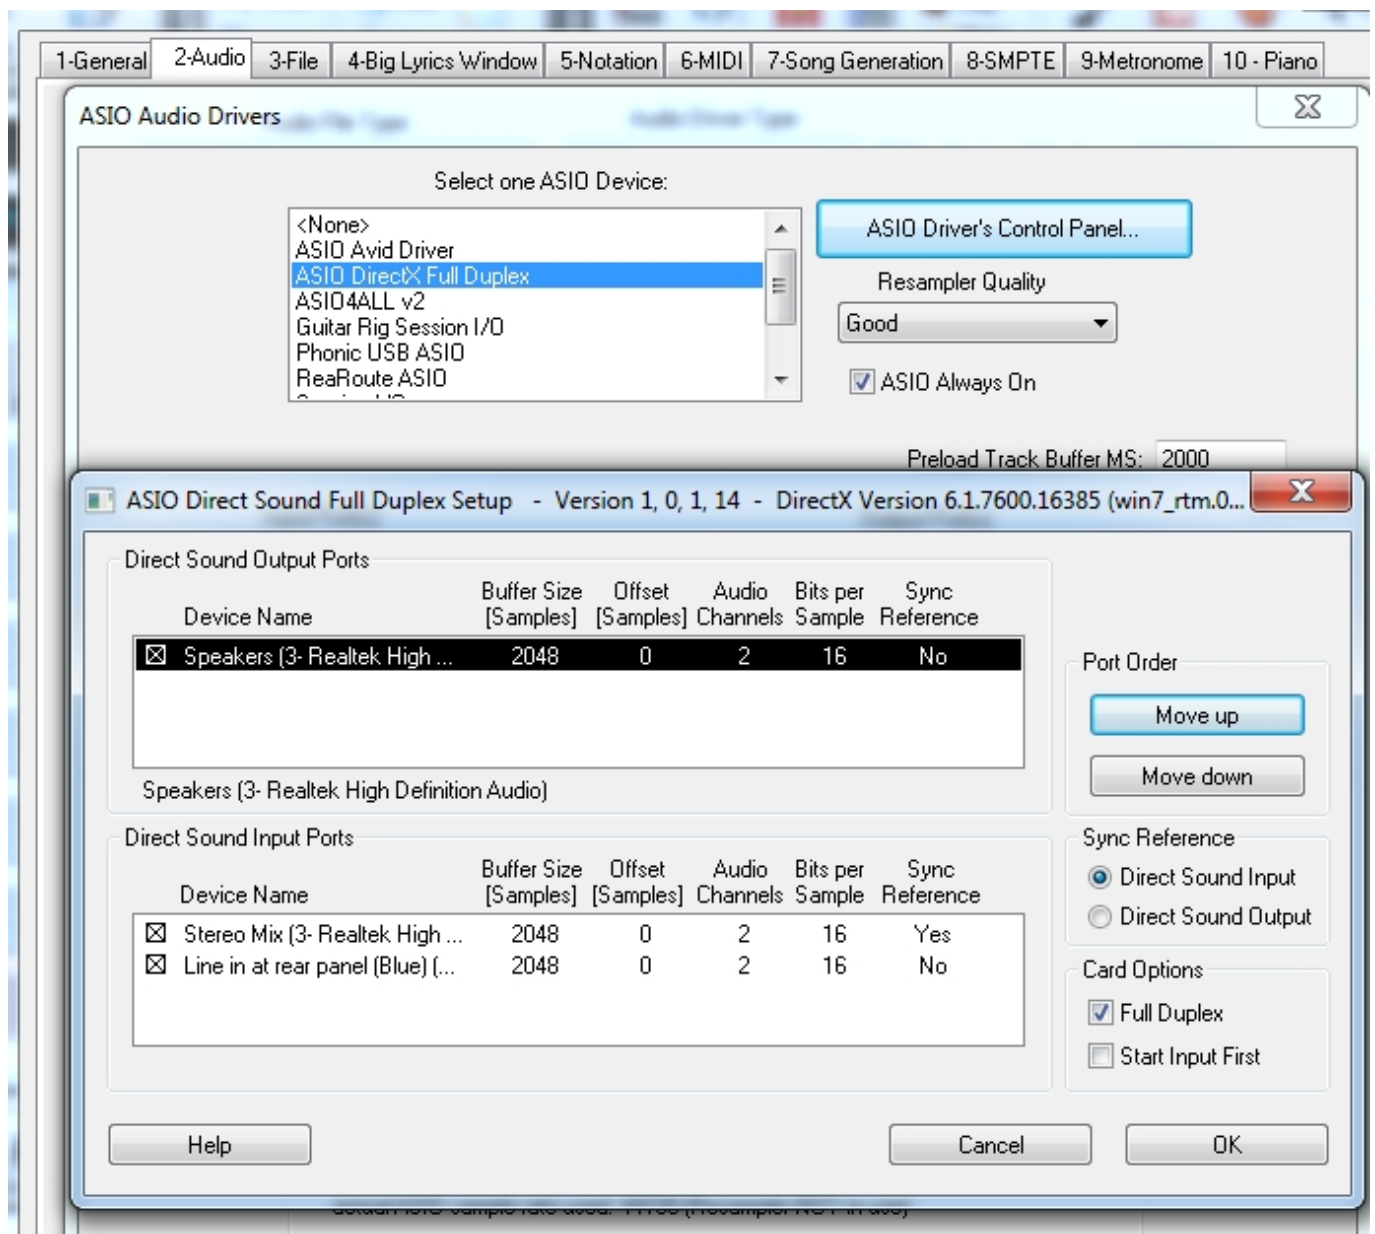 1-General 2-Audio 3-File 4-Big Lyrics Window 5-Notation 6-MIDI 7-Song Generation 8-SMPTE 9-Metronome 10 - Piano
ASIO Audio Drivers
Audio File Type Audio Driver Type
Select one ASIO Device:
<None>
ASIO Avid Driver
ASIO DirectX Full Duplex
ASIO4ALL v2
Guitar Rig Session I/O
Phonic USB ASIO
ReaRoute ASIO
ASIO Driver's Control Panel...
Resampler Quality
Good
ASIO Always On
Preload Track Buffer MS: 2000
ASIO Direct Sound Full Duplex Setup - Version 1, 0, 1, 14 - DirectX Version 6.1.7600.16385 (win7_rtm.0...
Direct Sound Output Ports
Buffer Size Offset Audio Bits per Sync
Device Name [Samples] [Samples] Channels Sample Reference
Speakers (3- Realtek High ... 2048 0 2 16 No
Speakers (3- Realtek High Definition Audio)
Direct Sound Input Ports
Buffer Size Offset Audio Bits per Sync
Device Name [Samples] [Samples] Channels Sample Reference
Stereo Mix (3- Realtek High ... 2048 0 2 16 Yes
Line in at rear panel (Blue) (... 2048 0 2 16 No
Port Order
Move up
Move down
Sync Reference
Direct Sound Input
Direct Sound Output
Card Options
Full Duplex
Start Input First
Help Cancel OK